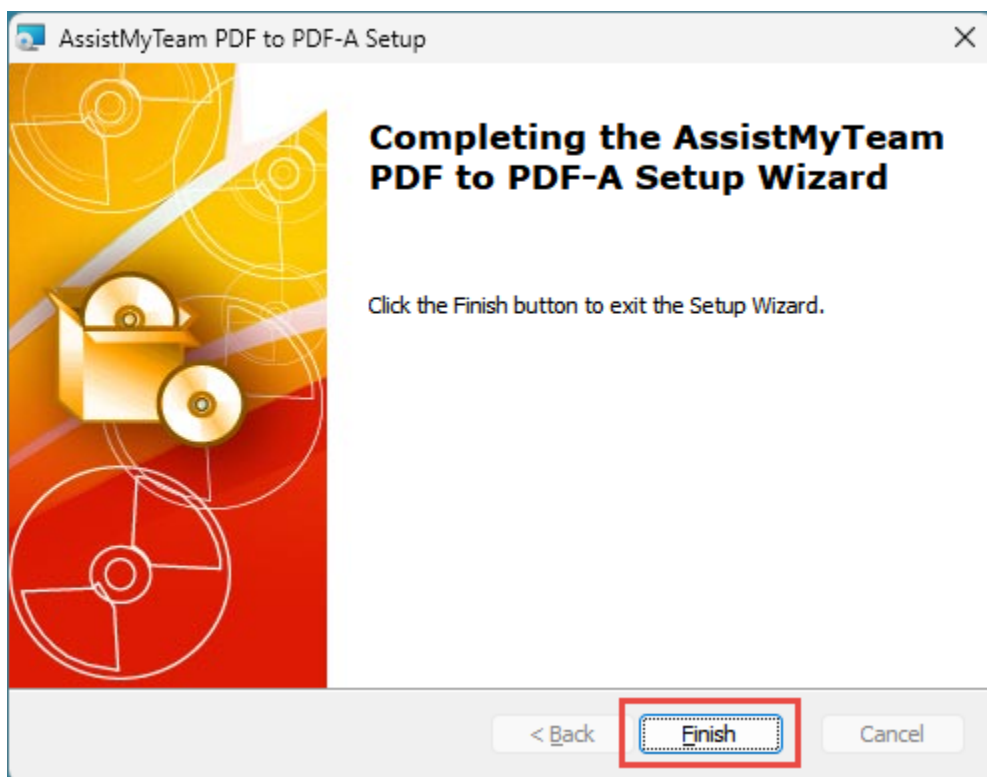 AssistMyTeam PDF to PDF-A Setup
Completing the AssistMyTeam
PDF to PDF-A Setup Wizard
Click the Finish button to exit the Setup Wizard.
< Back Finish Cancel